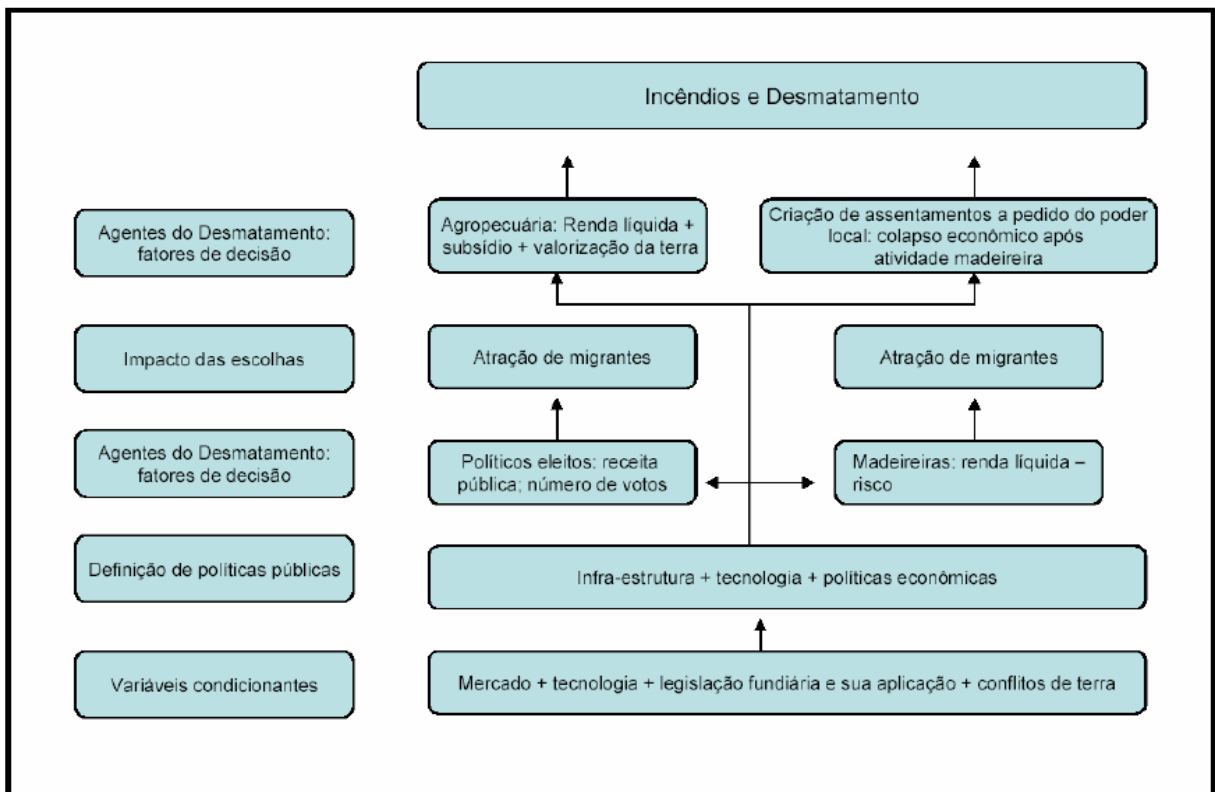 Incêndios e Desmatamento
Agentes do Desmatamento:
fatores de decisão
Agropecuária: Renda líquida +
subsídio + valorização da terra
Criação de assentamentos a pedido do poder
local: colapso econômico após
atividade madeireira
Impacto das escolhas
Atração de migrantes
Atração de migrantes
Agentes do Desmatamento:
fatores de decisão
Políticos eleitos: receita
pública; número de votos
Madeireiras: renda líquida –
risco
Definição de políticas públicas
Infra-estrutura + tecnologia + políticas econômicas
Variáveis condicionantes
Mercado + tecnologia + legislação fundiária e sua aplicação + conflitos de terra